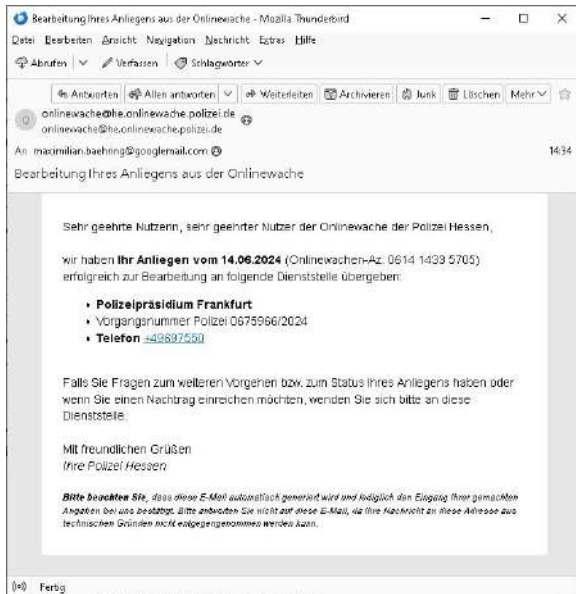 Bearbeitung Ihres Anliegens aus der Onlinewache - Mozilla Thunderbird
Datei Bearbeiten Ansicht Navigation Nachricht Extras Hilfe
Abrufen Verfassen Schlagwörter
Antworten Allen antworten Weiterleiten Archivieren Junk Löschen Mehr
onlinewache@he.onlinewache.polizei.de
onlinewache@he.onlinewache.polizei.de
An maximilian.baehring@googlemail.com 14:34
Bearbeitung Ihres Anliegens aus der Onlinewache
Sehr geehrte Nutzerin, sehr geehrter Nutzer der Onlinewache der Polizei Hessen,
wir haben Ihr Anliegen vom 14.06.2024 (Onlinewachen-Az: 0614 1433 5705)
erfolgreich zur Bearbeitung an folgende Dienststelle übergeben:
• Polizeipräsidium Frankfurt
• Vorgangsnummer Polizei 0675966/2024
• Telefon +49697550
Falls Sie Fragen zum weiteren Vorgehen bzw. zum Status Ihres Anliegens haben oder
wenn Sie einen Nachtrag einreichen möchten, wenden Sie sich bitte an diese
Dienststelle.
Mit freundlichen Grüßen
Ihre Polizei Hessen
Bitte beachten Sie, dass diese E-Mail automatisch generiert wird und lediglich den Eingang Ihrer gemachten
Angaben bei uns bestätigt. Bitte antworten Sie nicht auf diese E-Mail, da Ihre Nachricht an diese Adresse aus
technischen Gründen nicht entgegengenommen werden kann.
Fertig